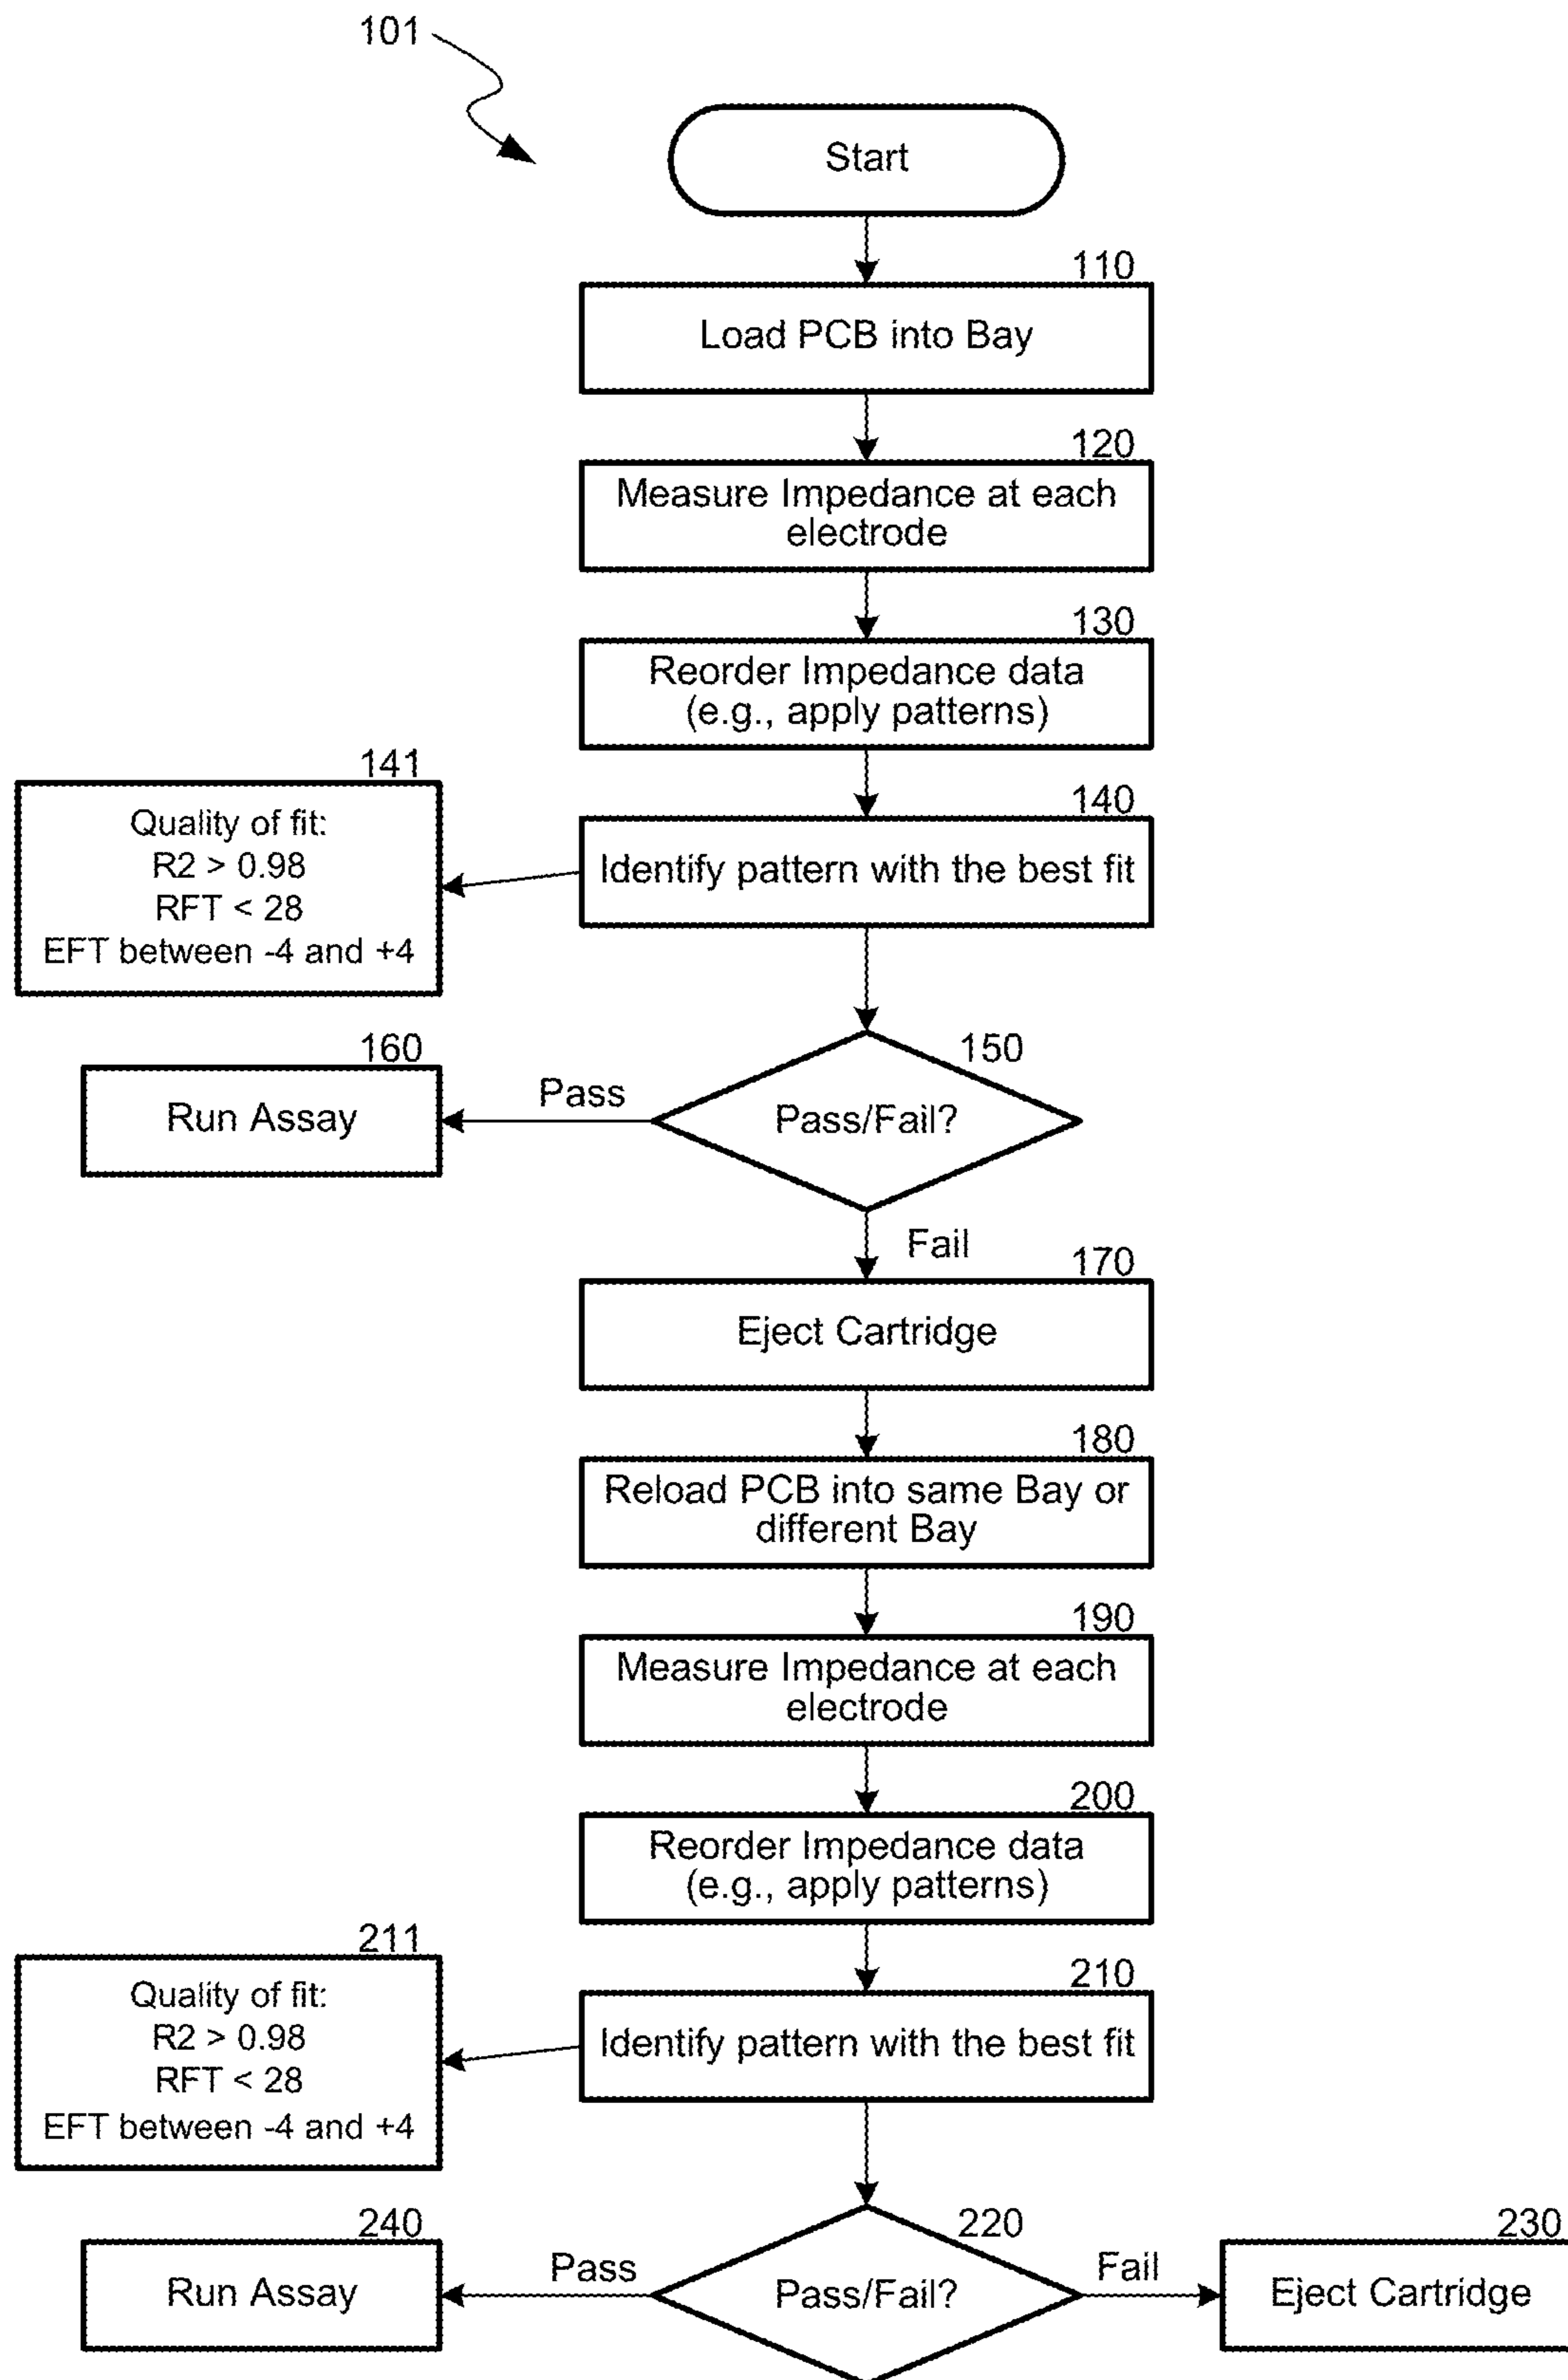 101
Start
110
Load PCB into Bay
120
Measure Impedance at each
electrode
130
Reorder Impedance data
(e.g., apply patterns)
141
Quality of fit:
R2 > 0.98
RFT < 28
EFT between -4 and +4
140
Identify pattern with the best fit
160
Run Assay
Pass
150
Pass/Fail?
Fail
170
Eject Cartridge
180
Reload PCB into same Bay or
different Bay
190
Measure Impedance at each
electrode
200
Reorder Impedance data
(e.g., apply patterns)
211
Quality of fit:
R2 > 0.98
RFT < 28
EFT between -4 and +4
210
Identify pattern with the best fit
240
Run Assay
Pass
220
Pass/Fail?
Fail
230
Eject Cartridge